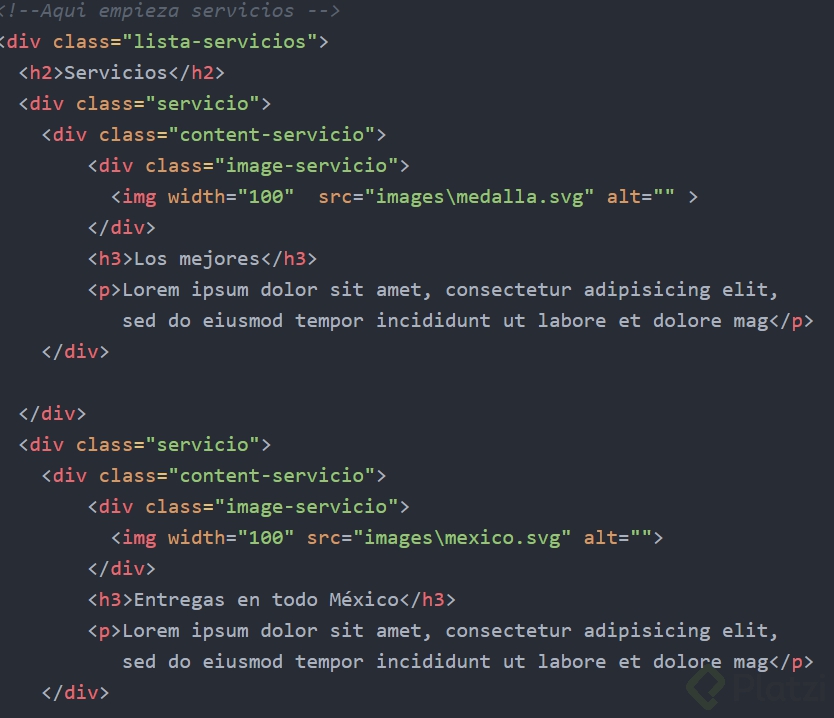 <!--Aqui empieza servicios -->
<div class="lista-servicios">
<h2>Servicios</h2>
<div class="servicio">
<div class="content-servicio">
<div class="image-servicio">
<img width="100"  src="images\medalla.svg" alt="" >
</div>
<h3>Los mejores</h3>
<p>Lorem ipsum dolor sit amet, consectetur adipisicing elit,
sed do eiusmod tempor incididunt ut labore et dolore mag</p>
</div>
</div>
<div class="servicio">
<div class="content-servicio">
<div class="image-servicio">
<img width="100" src="images\mexico.svg" alt="">
</div>
<h3>Entregas en todo México</h3>
<p>Lorem ipsum dolor sit amet, consectetur adipisicing elit,
sed do eiusmod tempor incididunt ut labore et dolore mag</p>
</div>
Platzi